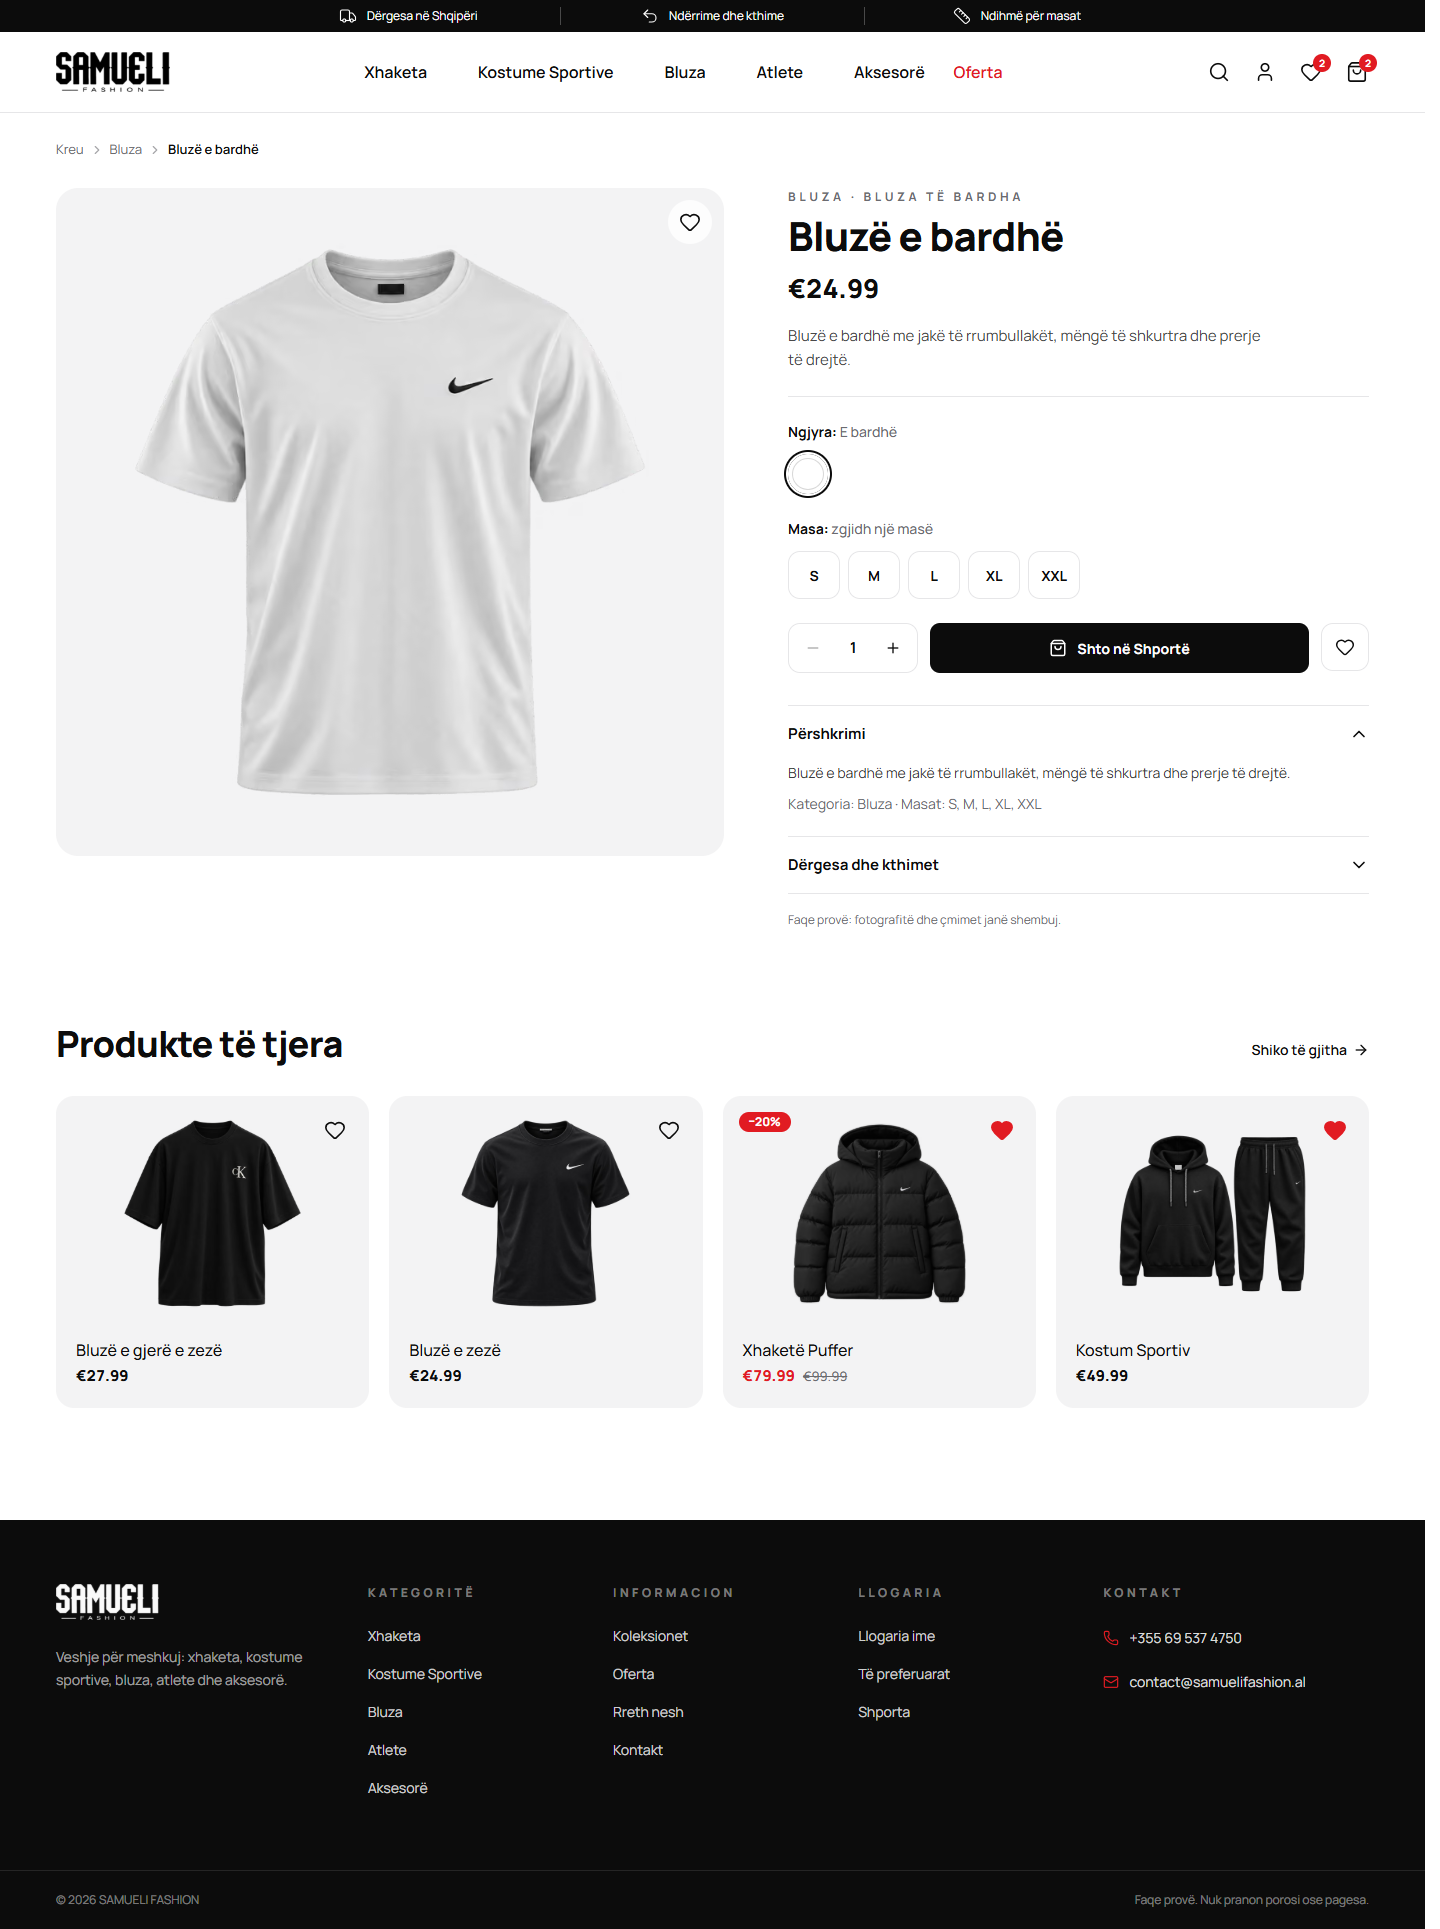 Dërgesa në Shqipëri
Ndërrime dhe kthime
Ndihmë për masat
SAMUELI
FASHION
Xhaketa
Kostume Sportive
Bluza
Atlete
Aksesorë
Oferta
2
2
Kreu
Bluza
Bluzë e bardhë
BLUZA · BLUZA TË BARDHA
Bluzë e bardhë
€24.99
Bluzë e bardhë me jakë të rrumbullakët, mëngë të shkurtra dhe prerje
të drejtë.
Ngjyra: E bardhë
Masa: zgjidh një masë
S
M
L
XL
XXL
1
Shto në Shportë
Përshkrimi
Bluzë e bardhë me jakë të rrumbullakët, mëngë të shkurtra dhe prerje të drejtë.
Kategoria: Bluza · Masat: S, M, L, XL, XXL
Dërgesa dhe kthimet
Faqe provë: fotografitë dhe çmimet janë shembuj.
Produkte të tjera
Shiko të gjitha
CK
Bluzë e gjerë e zezë
€27.99
Bluzë e zezë
€24.99
−20%
Xhaketë Puffer
€79.99 €99.99
Kostum Sportiv
€49.99
SAMUELI
FASHION
Veshje për meshkuj: xhaketa, kostume
sportive, bluza, atlete dhe aksesorë.
KATEGORITË
Xhaketa
Kostume Sportive
Bluza
Atlete
Aksesorë
INFORMACION
Koleksionet
Oferta
Rreth nesh
Kontakt
LLOGARIA
Llogaria ime
Të preferuarat
Shporta
KONTAKT
+355 69 537 4750
contact@samuelifashion.al
© 2026 SAMUELI FASHION
Faqe provë. Nuk pranon porosi ose pagesa.